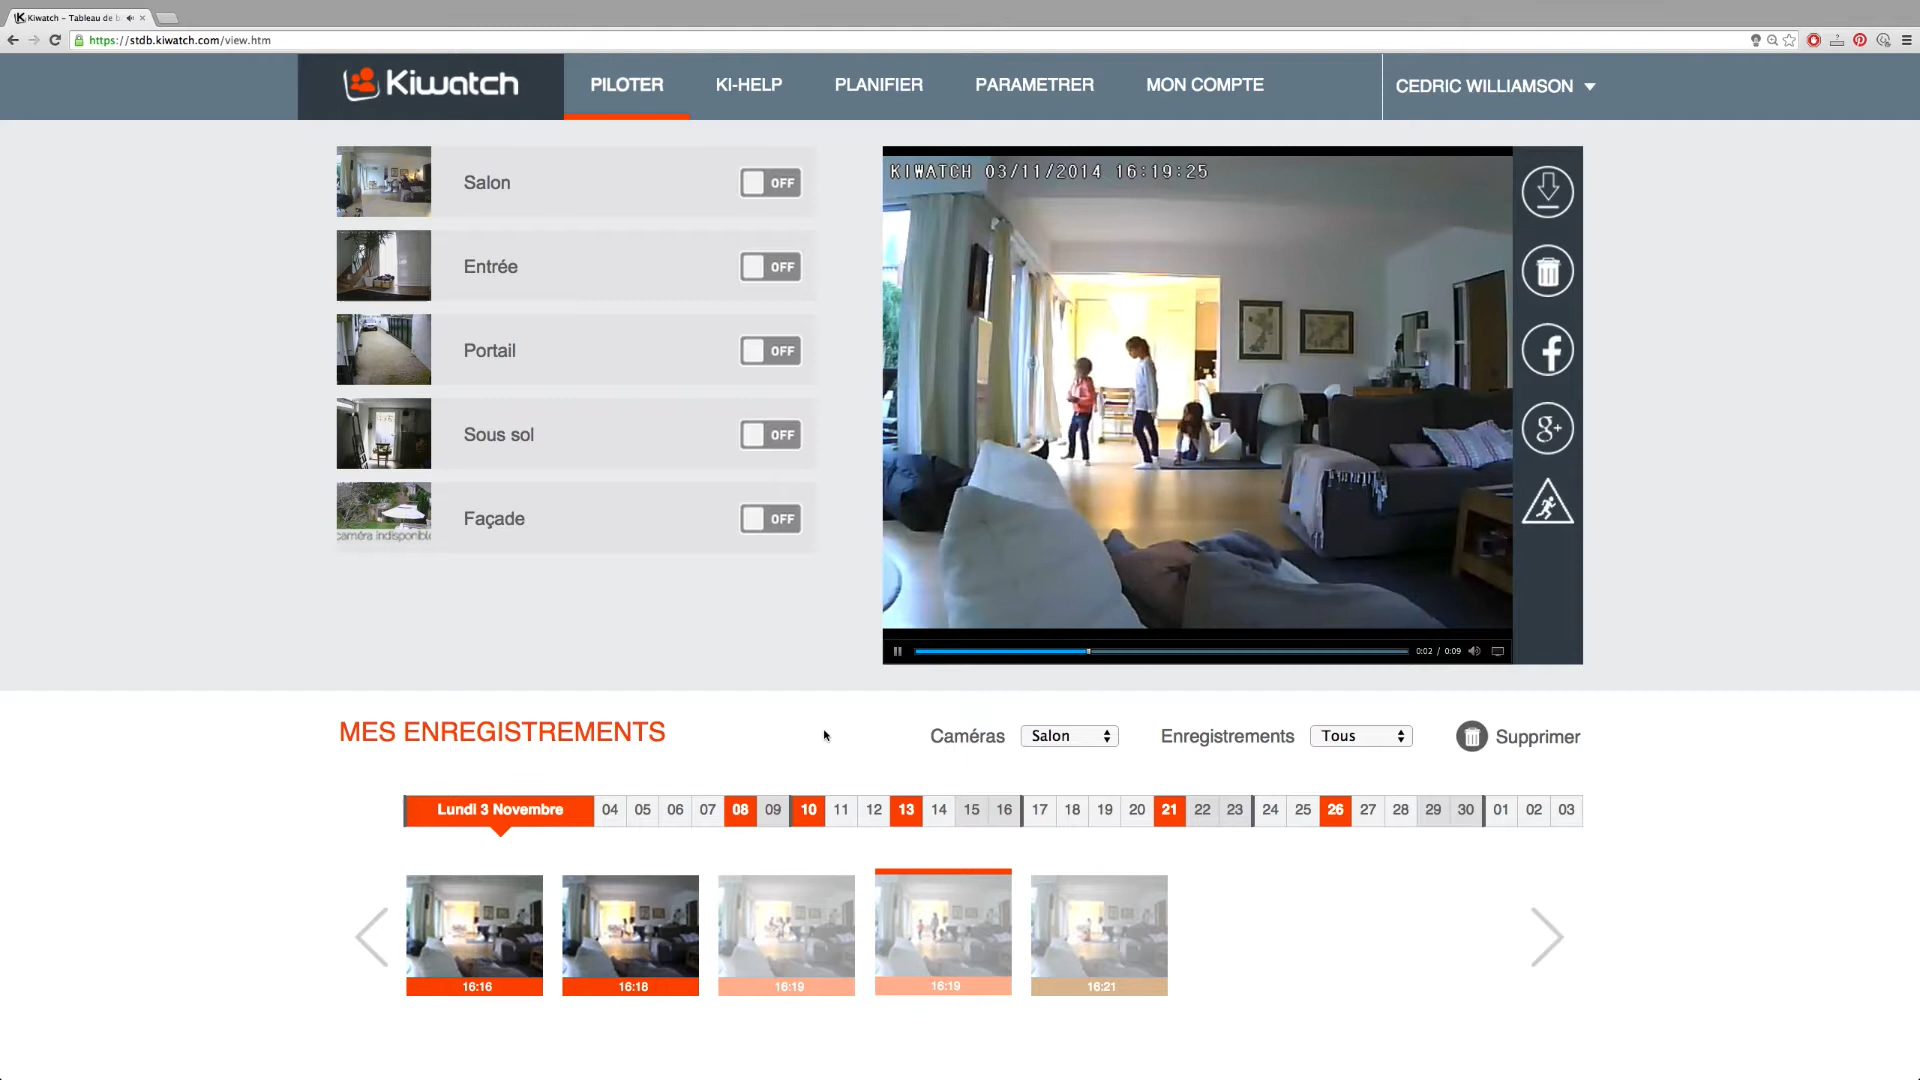 Kiwatch - Tableau de b
https://stdb.kiwatch.com/view.htm
Kiwatch
PILOTER
KI-HELP
PLANIFIER
PARAMETRER
MON COMPTE
CEDRIC WILLIAMSON
Salon
OFF
Entrée
OFF
Portail
OFF
Sous sol
OFF
Façade
OFF
caméra indisponible
KIWATCH 03/11/2014 16:19:25
g+
0:02 / 0:09
MES ENREGISTREMENTS
Caméras
Salon
Enregistrements
Tous
Supprimer
Lundi 3 Novembre 04 05 06 07 08 09 10 11 12 13 14 15 16 17 18 19 20 21 22 23 24 25 26 27 28 29 30 01 02 03
16:16
16:18
16:19
16:19
16:21